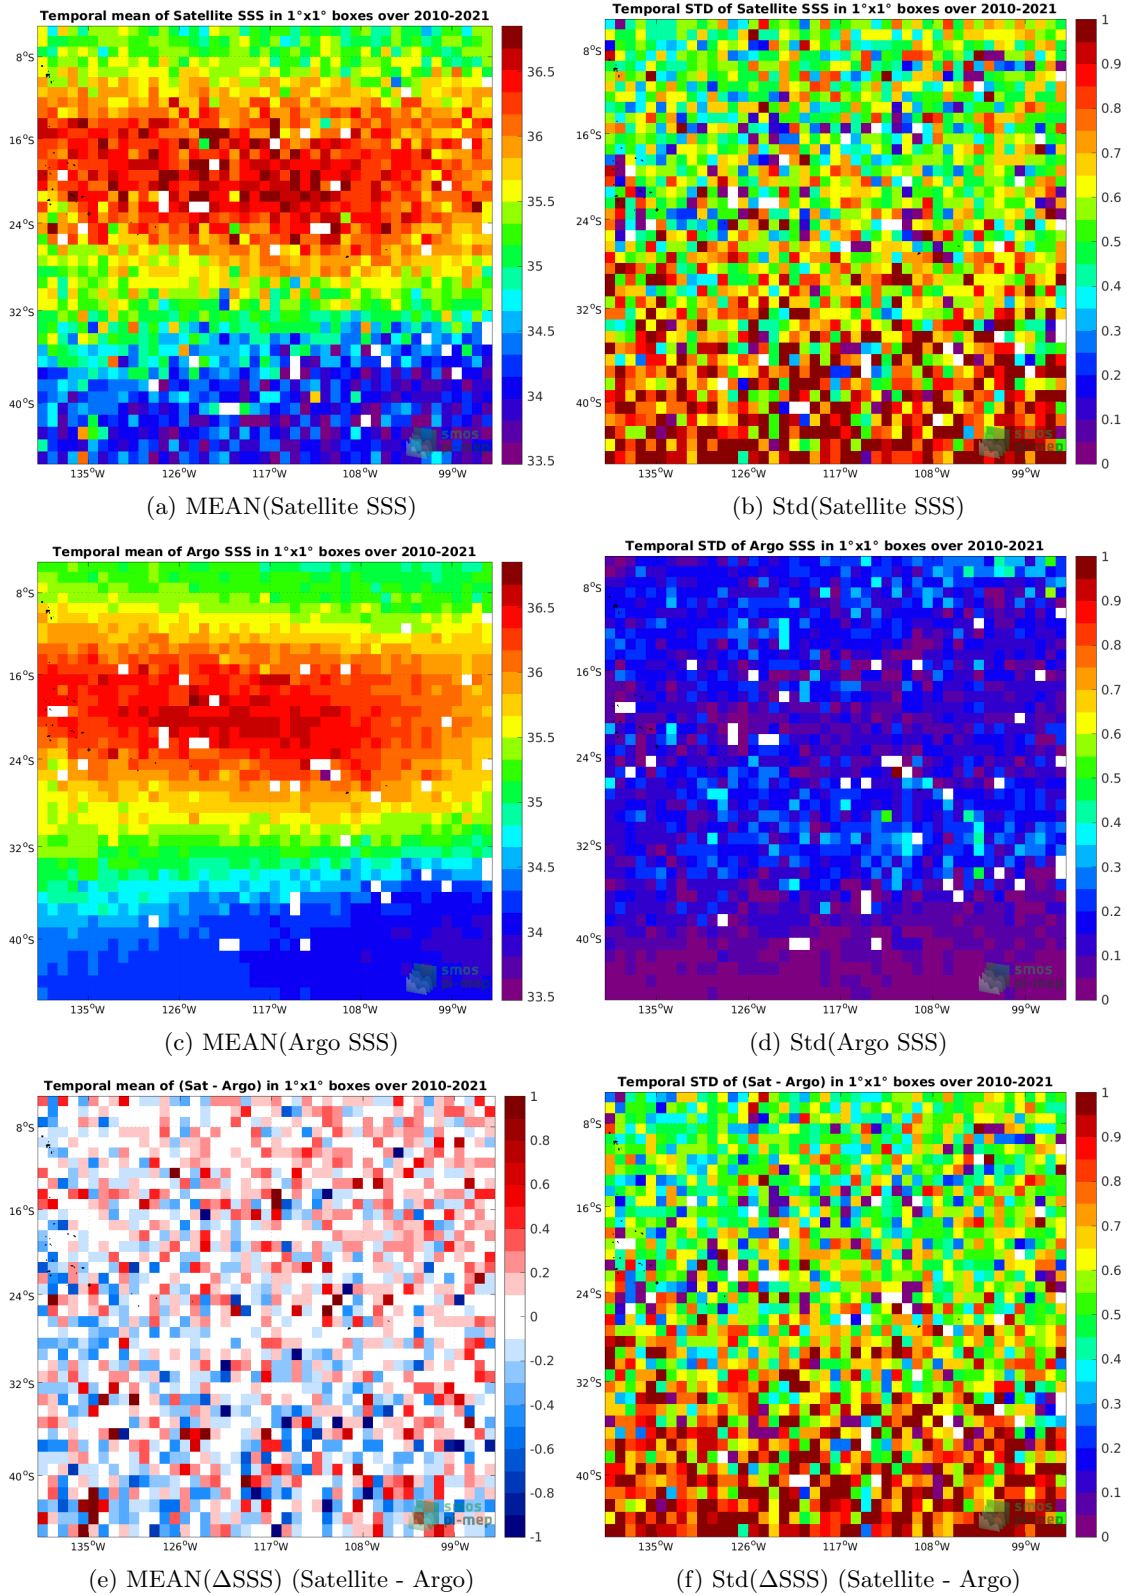 Temporal mean of Satellite SSS in 1°x1° boxes over 2010-2021
8°S
16°S
24°S
32°S
40°S
135°W 126°W 117°W 108°W 99°W
36.5
36
35.5
35
34.5
34
33.5
smos
pi-mep
(a) MEAN(Satellite SSS)
Temporal STD of Satellite SSS in 1°x1° boxes over 2010-2021
8°S
16°S
24°S
32°S
40°S
135°W 126°W 117°W 108°W 99°W
1
0.9
0.8
0.7
0.6
0.5
0.4
0.3
0.2
0.1
0
smos
pi-mep
(b) Std(Satellite SSS)
Temporal mean of Argo SSS in 1°x1° boxes over 2010-2021
8°S
16°S
24°S
32°S
40°S
135°W 126°W 117°W 108°W 99°W
36.5
36
35.5
35
34.5
34
33.5
smos
pi-mep
(c) MEAN(Argo SSS)
Temporal STD of Argo SSS in 1°x1° boxes over 2010-2021
8°S
16°S
24°S
32°S
40°S
135°W 126°W 117°W 108°W 99°W
1
0.9
0.8
0.7
0.6
0.5
0.4
0.3
0.2
0.1
0
smos
pi-mep
(d) Std(Argo SSS)
Temporal mean of (Sat - Argo) in 1°x1° boxes over 2010-2021
8°S
16°S
24°S
32°S
40°S
135°W 126°W 117°W 108°W 99°W
1
0.8
0.6
0.4
0.2
0
-0.2
-0.4
-0.6
-0.8
-1
smos
pi-mep
(e) MEAN(ΔSSS) (Satellite - Argo)
Temporal STD of (Sat - Argo) in 1°x1° boxes over 2010-2021
8°S
16°S
24°S
32°S
40°S
135°W 126°W 117°W 108°W 99°W
1
0.9
0.8
0.7
0.6
0.5
0.4
0.3
0.2
0.1
0
smos
pi-mep
(f) Std(ΔSSS) (Satellite - Argo)